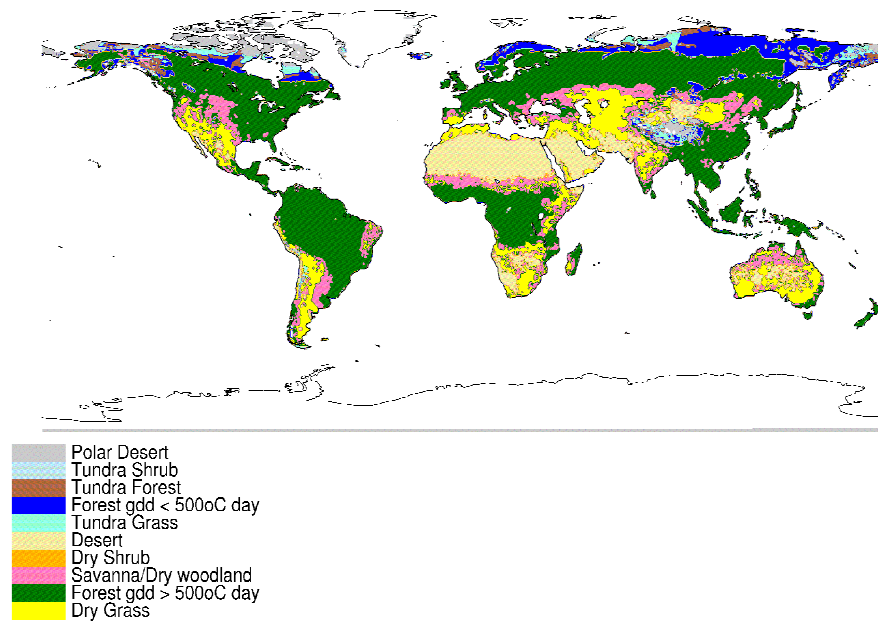 Polar Desert
Tundra Shrub
Tundra Forest
Forest gdd < 500oC day
Tundra Grass
Desert
Dry Shrub
Savanna/Dry woodland
Forest gdd > 500oC day
Dry Grass